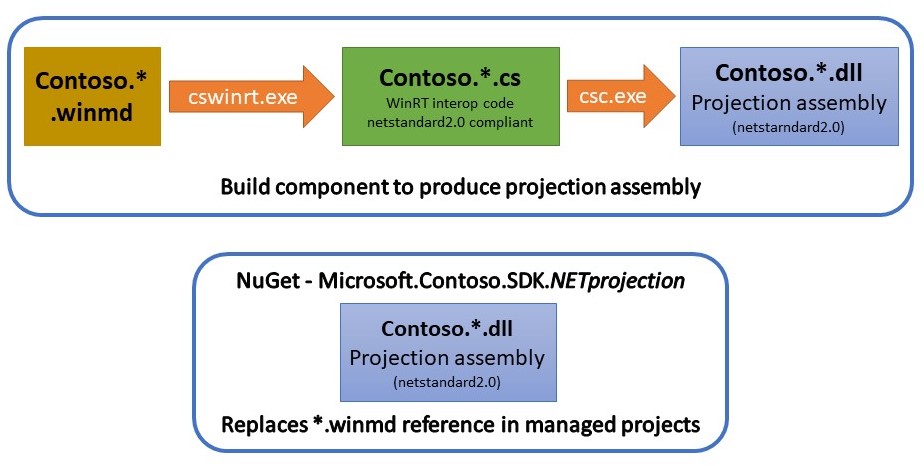 Contoso.*
.winmd
cswinrt.exe
Contoso.*.cs
WinRT interop code
netstandard2.0 compliant
csc.exe
Contoso.*.dll
Projection assembly
(netstarndard2.0)
Build component to produce projection assembly
NuGet - Microsoft.Contoso.SDK.NETprojection
Contoso.*.dll
Projection assembly
(netstandard2.0)
Replaces *.winmd reference in managed projects